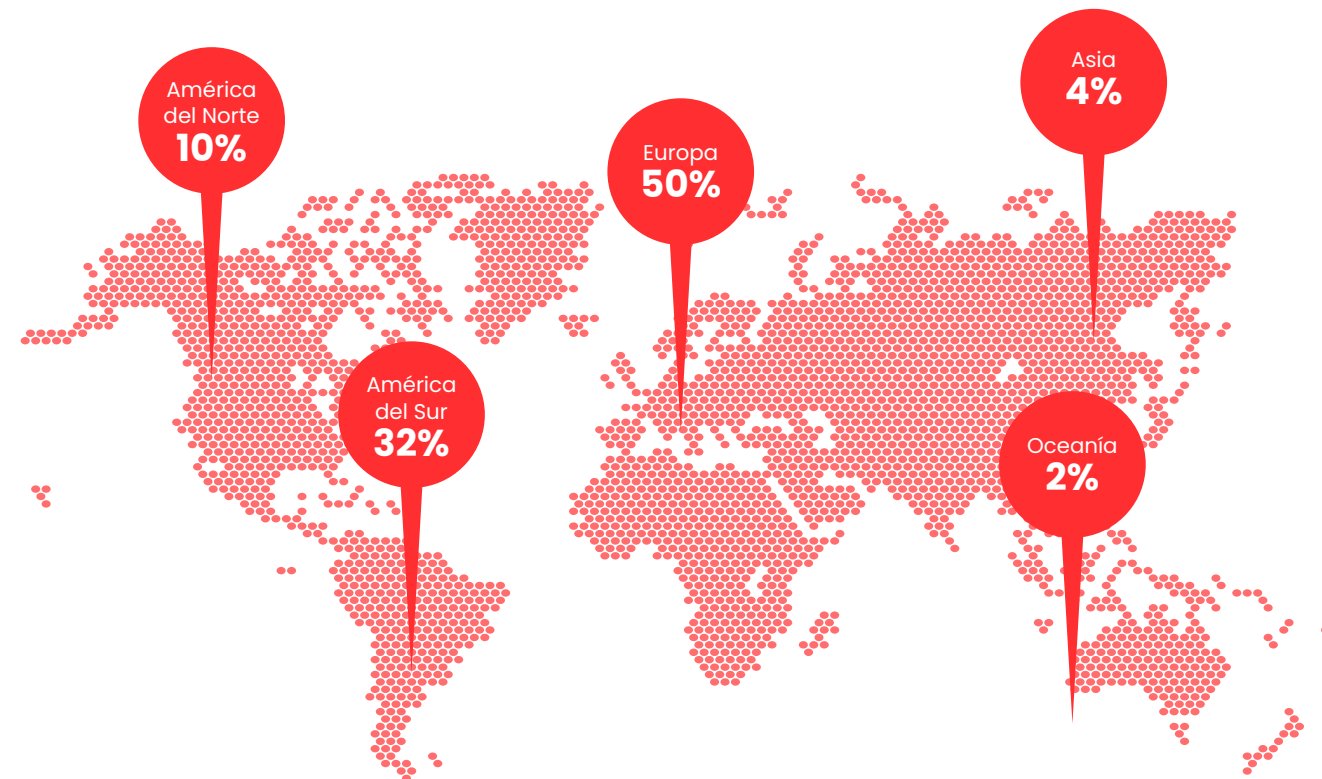 América
del Norte
10%
América
del Sur
32%
Europa
50%
Asia
4%
Oceanía
2%